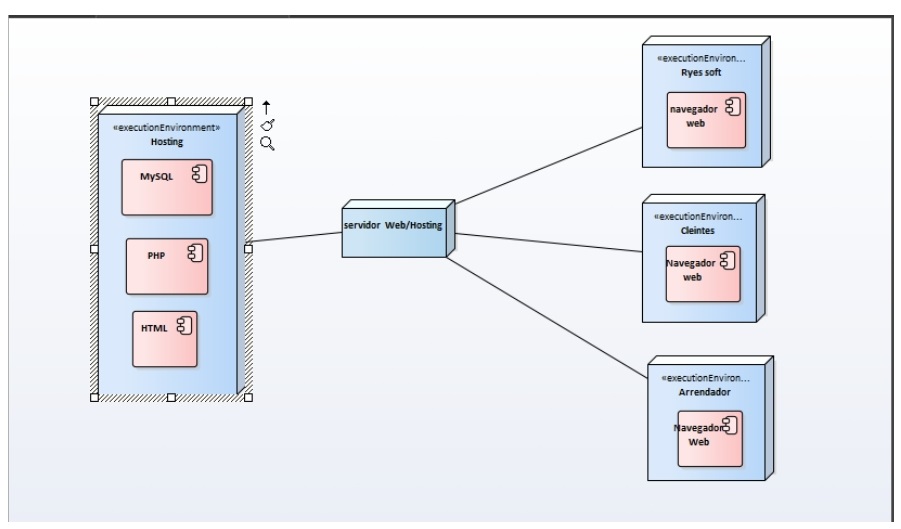 «executionEnvironment»
Hosting
MySQL
PHP
HTML
servidor Web/Hosting
«executionEnviron...
Ryes soft
navegador
web
«executionEnviron...
Cleintes
Navegador
web
«executionEnviron...
Arrendador
Navegador
Web